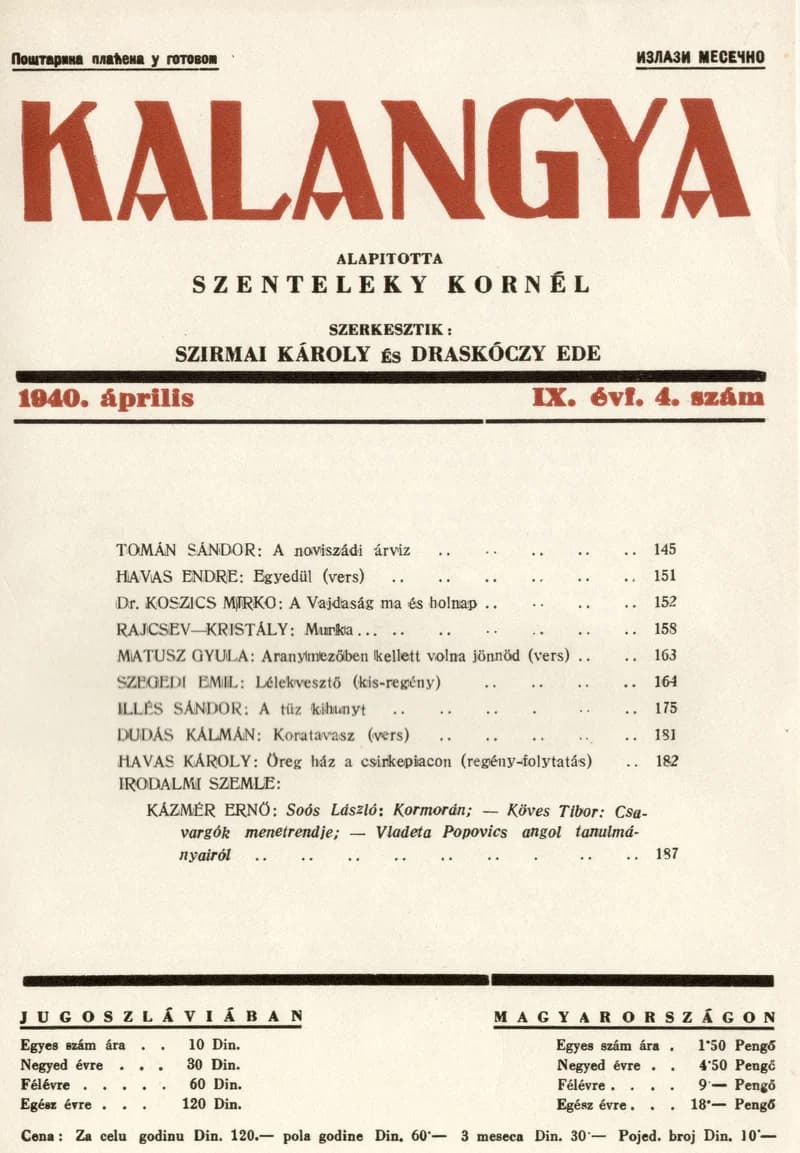 Поштарина плаћена у готовом
ИЗЛАЗИ МЕСЕЧНО
KALANGYA
ALAPITOTTA
SZENTELEKY KORNÉL
SZERKESZTIK:
SZIRMAI KÁROLY és DRASKÓCZY EDE
1940. április IX. évf. 4. szám
TOMÁN SÁNDOR: A noviszádi árviz .. .. .. .. .. 145
HAVAS ENDRE: Egyedül (vers) .. .. .. .. .. .. 151
Dr. KOSZICS MIRKO: A Vajdaság ma és holnap .. .. .. .. 152
RAJCSEV—KRISTÁLY: Munka... .. .. .. .. .. .. 158
MATUSZ GYULA: Aranymezőben kellett volna jönnöd (vers) .. .. 163
SZEGEDI EMIL: Lélekvesztő (kis-regény) .. .. .. .. 164
ILLÉS SÁNDOR: A tüz kihunyt .. .. .. . .. .. 175
DUDÁS KÁLMÁN: Koratavasz (vers) .. .. .. .. .. 181
HAVAS KÁROLY: Öreg ház a csirkepiacon (regény-folytatás) .. 182
IRODALMI SZEMLE:
KÁZMÉR ERNŐ: Soós László: Kormorán; — Köves Tibor: Csa-
vargók menetrendje; — Vladeta Popovics angol tanulmá-
nyairól .. .. .. .. .. .. . .. .. 187
JUGOSZLÁVIÁBAN
Egyes szám ára . . 10 Din.
Negyed évre . . . 30 Din.
Félévre . . . . . 60 Din.
Egész évre . . . 120 Din.
MAGYARORSZÁGON
Egyes szám ára . 1·50 Pengő
Negyed évre . . 4·50 Pengő
Félévre . . . . 9·— Pengő
Egész évre . . . 18·— Pengő
Cena: Za celu godinu Din. 120.— pola godine Din. 60·— 3 meseca Din. 30·— Pojed. broj Din. 10·—